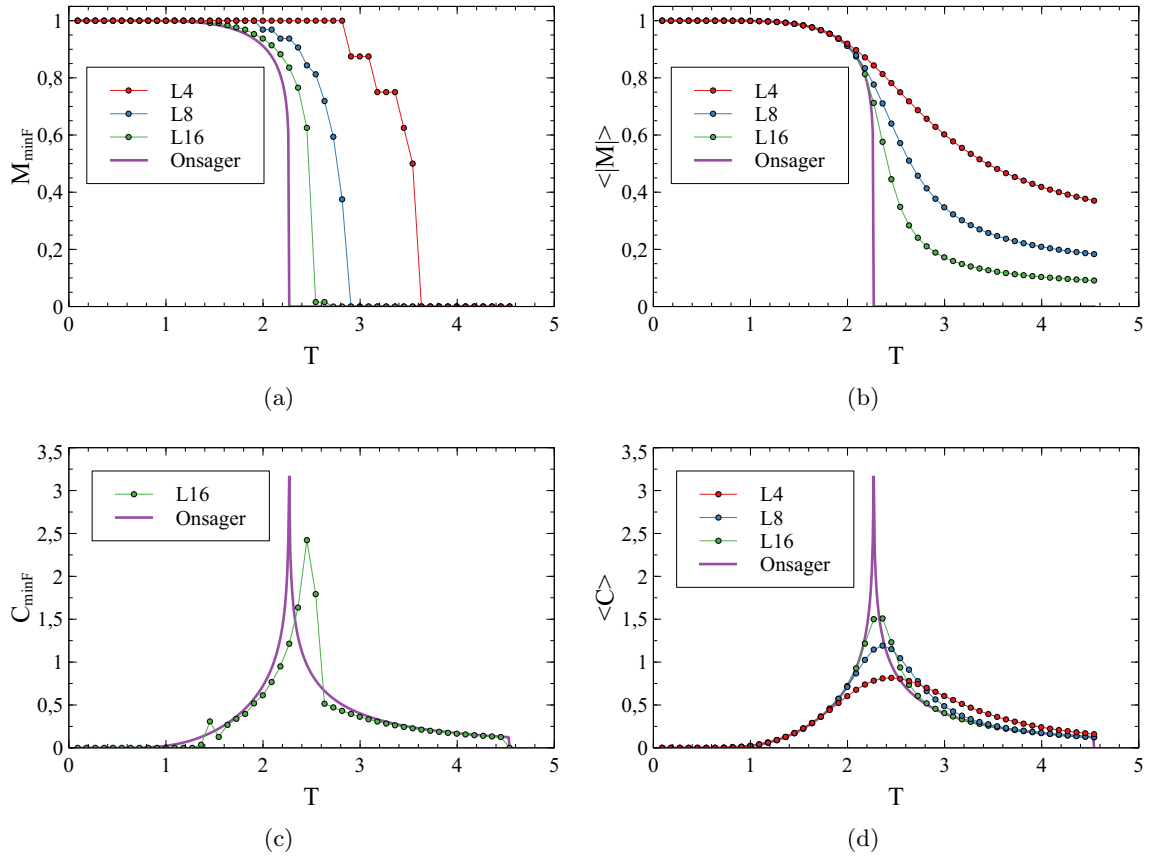 1
0,8
0,6
0,4
0,2
0
M_minF
L4
L8
L16
Onsager
0 1 2 3 4 5
T
(a)
1
0,8
0,6
0,4
0,2
0
<|M|>
L4
L8
L16
Onsager
0 1 2 3 4 5
T
(b)
3,5
3
2,5
2
1,5
1
0,5
0
C_minF
L16
Onsager
0 1 2 3 4 5
T
(c)
3,5
3
2,5
2
1,5
1
0,5
0
<C>
L4
L8
L16
Onsager
0 1 2 3 4 5
T
(d)